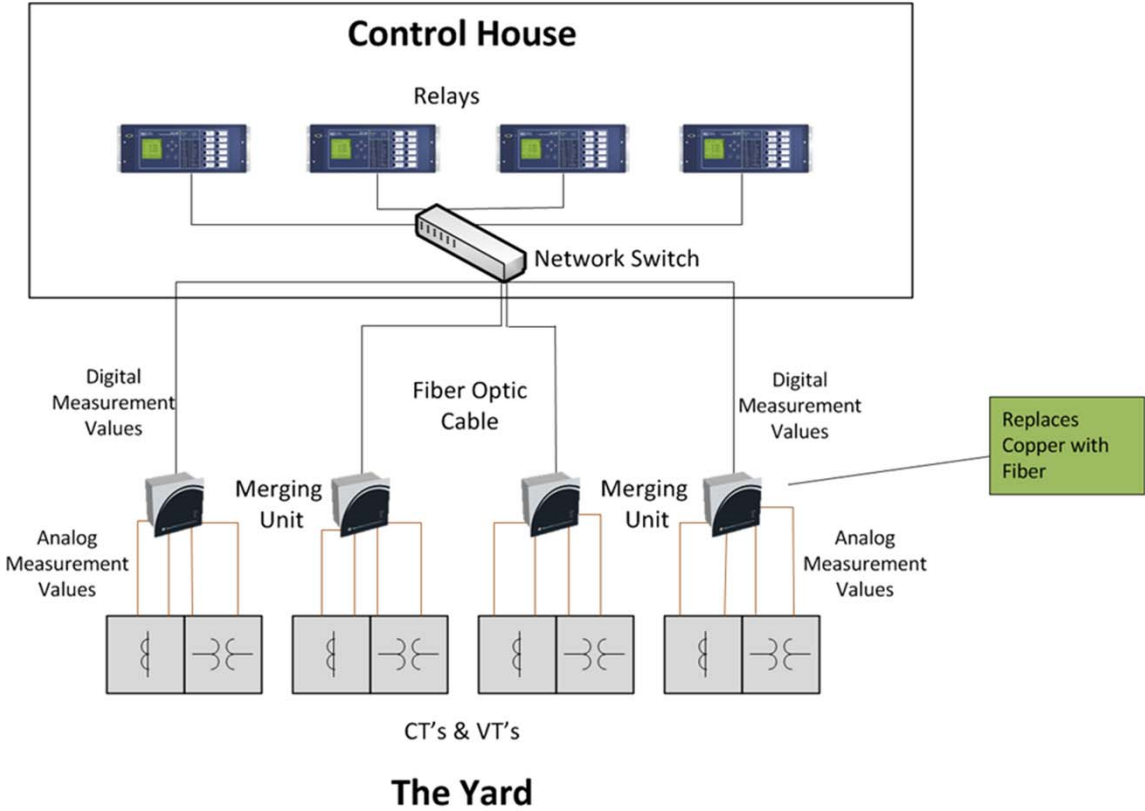 Control House
Relays
Network Switch
Digital
Measurement
Values
Fiber Optic
Cable
Digital
Measurement
Values
Replaces
Copper with
Fiber
Merging
Unit
Merging
Unit
Analog
Measurement
Values
Analog
Measurement
Values
CT's & VT's
The Yard